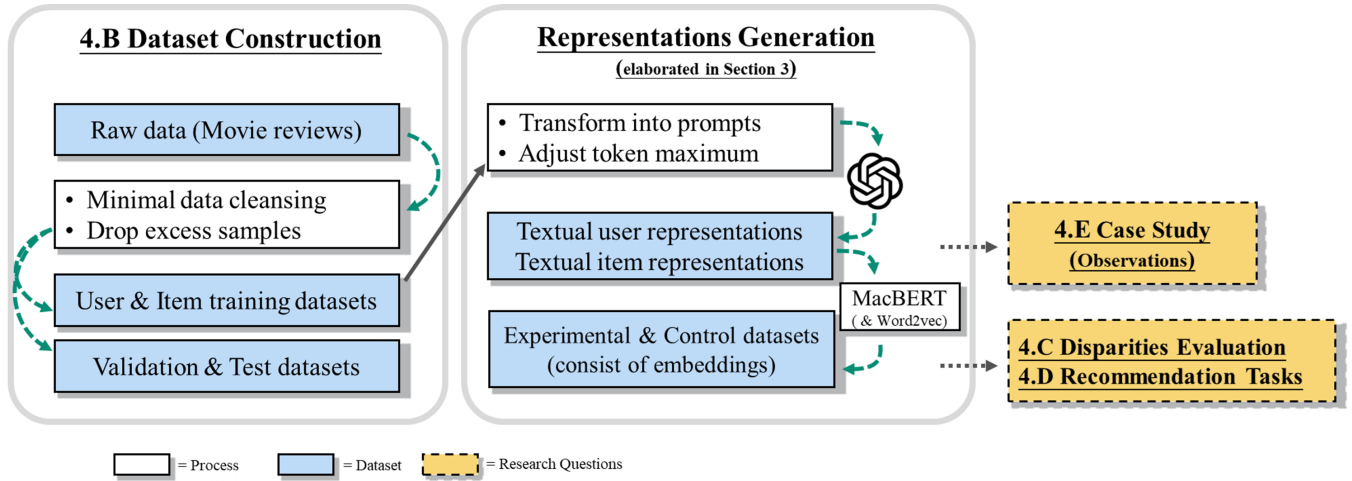 4.B Dataset Construction
Raw data (Movie reviews)
• Minimal data cleansing
• Drop excess samples
User & Item training datasets
Validation & Test datasets
Representations Generation
(elaborated in Section 3)
• Transform into prompts
• Adjust token maximum
Textual user representations
Textual item representations
MacBERT
( & Word2vec)
Experimental & Control datasets
(consist of embeddings)
4.E Case Study
(Observations)
4.C Disparities Evaluation
4.D Recommendation Tasks
= Process
= Dataset
= Research Questions